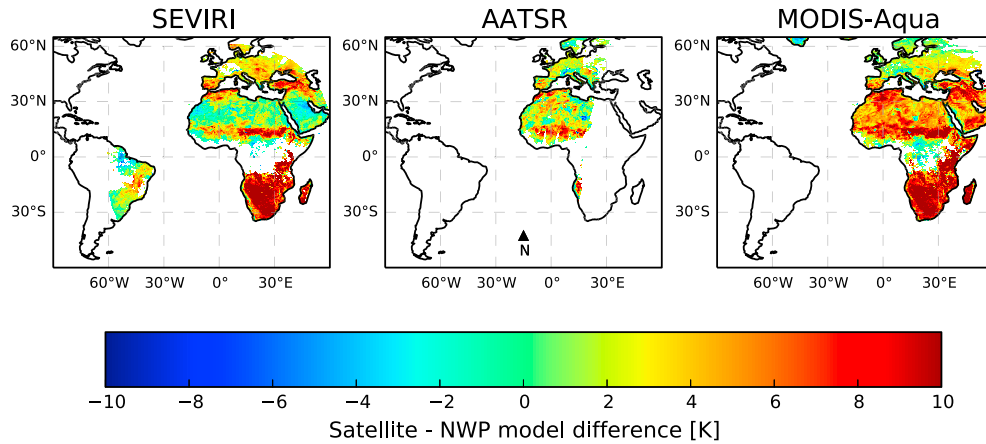 SEVIRI
AATSR
MODIS-Aqua
60°N
30°N
0°
30°S
60°W 30°W 0° 30°E
60°N
30°N
0°
30°S
N
60°W 30°W 0° 30°E
60°N
30°N
0°
30°S
60°W 30°W 0° 30°E
−10 −8 −6 −4 −2 0 2 4 6 8 10
Satellite - NWP model difference [K]